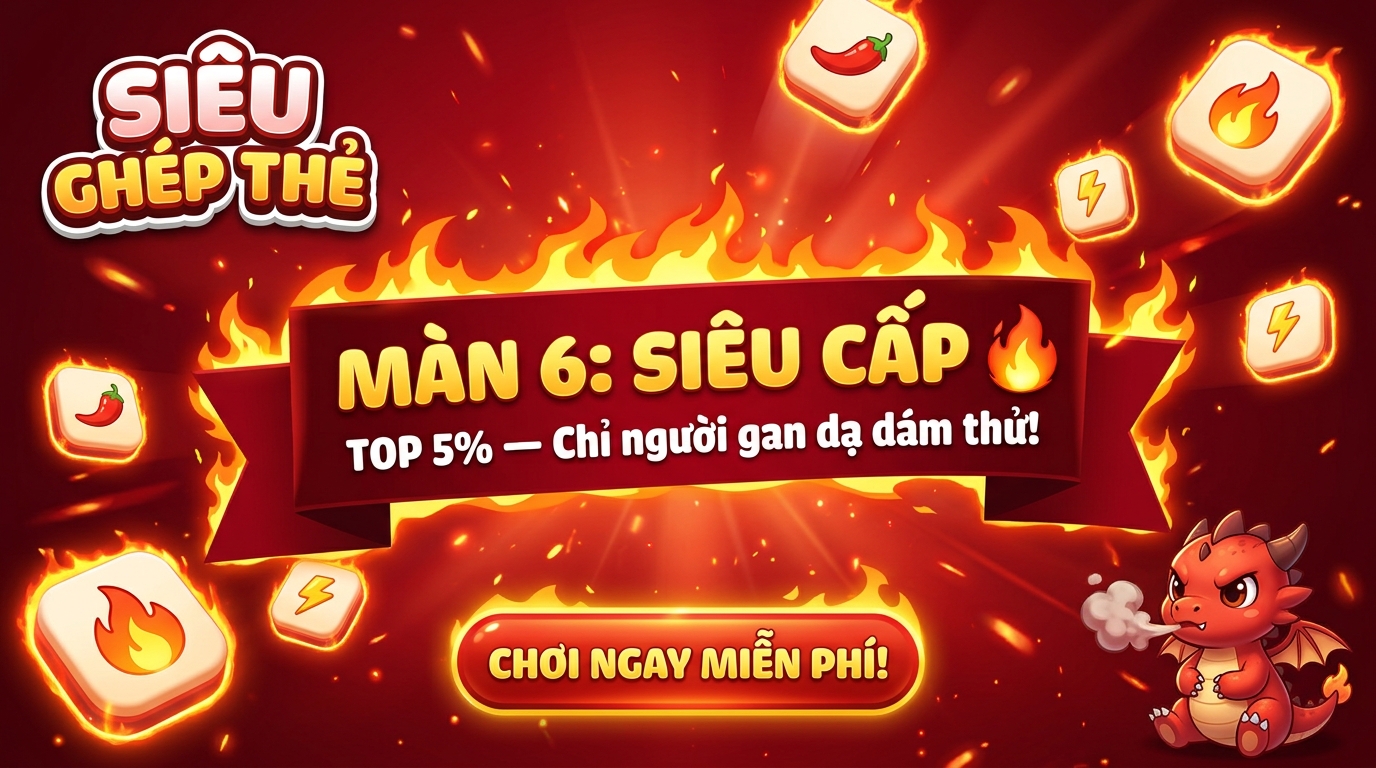 SIÊU
GHÉP THẺ
MÀN 6: SIÊU CẤP🔥
TOP 5% — Chỉ người gan dạ dám thử!
CHƠI NGAY MIỄN PHÍ!